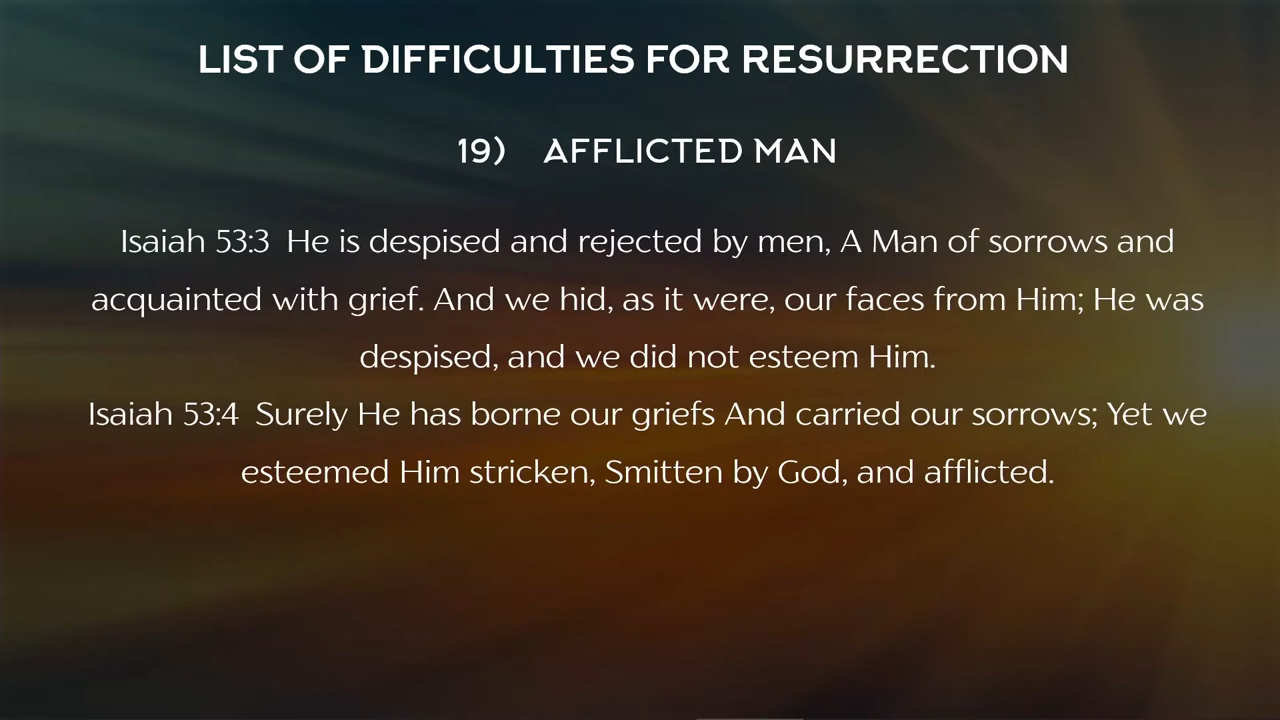 LIST OF DIFFICULTIES FOR RESURRECTION
19) AFFLICTED MAN
Isaiah 53:3 He is despised and rejected by men, A Man of sorrows and
acquainted with grief. And we hid, as it were, our faces from Him; He was
despised, and we did not esteem Him.
Isaiah 53:4 Surely He has borne our griefs And carried our sorrows; Yet we
esteemed Him stricken, Smitten by God, and afflicted.